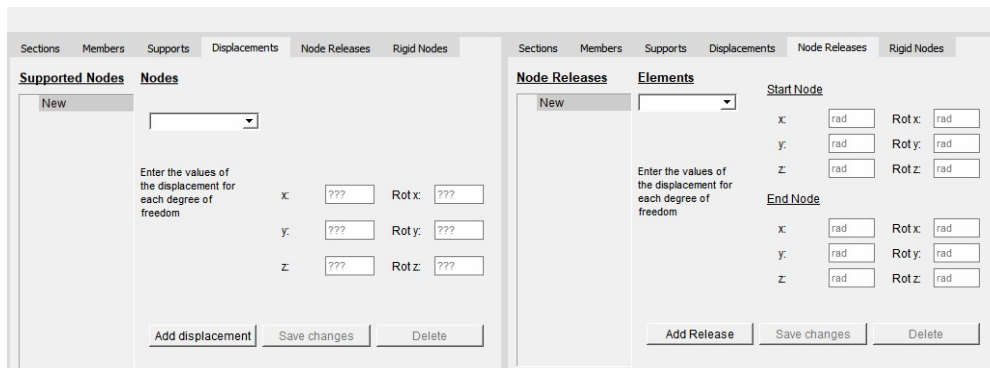 Sections Members Supports Displacements Node Releases Rigid Nodes
Supported Nodes Nodes
New
Enter the values of
the displacement for
each degree of
freedom
x: ??? Rot x: ???
y: ??? Rot y: ???
z: ??? Rot z: ???
Add displacement Save changes Delete
Sections Members Supports Displacements Node Releases Rigid Nodes
Node Releases Elements
New
Start Node
x: rad Rot x: rad
y: rad Rot y: rad
z: rad Rot z: rad
Enter the values of
the displacement for
each degree of
freedom
End Node
x: rad Rot x: rad
y: rad Rot y: rad
z: rad Rot z: rad
Add Release Save changes Delete